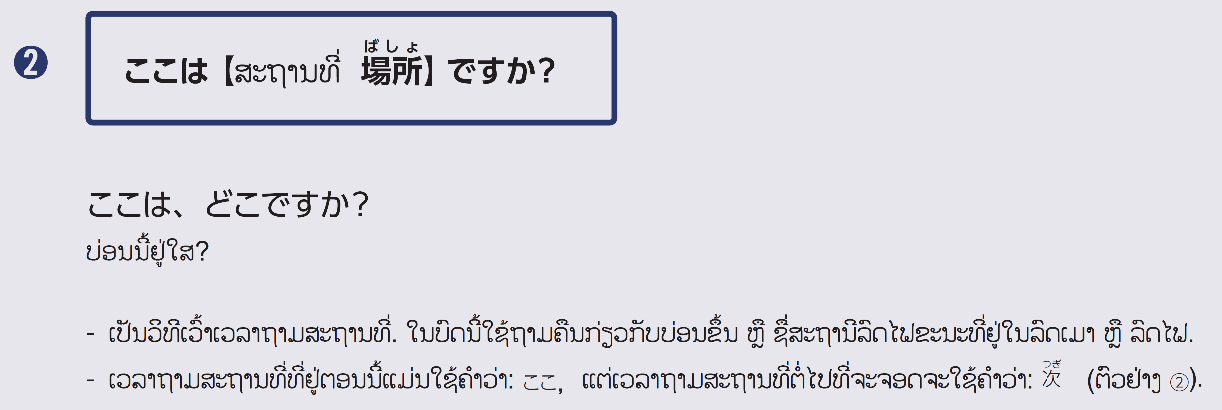 ❷
ばしょ
ここは【ສະຖານທີ່ 場所】ですか?
ここは、どこですか?
ບ່ອນນີ້ຢູ່ໃສ?
- ເປັນວິທີເວົ້າເວລາຖາມສະຖານທີ່. ໃນບົດນີ້ໃຊ້ຖາມຄືນກ່ຽວກັບບ່ອນຂຶ້ນ ຫຼື ຊື່ສະຖານີລົດໄຟຂະນະທີ່ຢູ່ໃນລົດເມາ ຫຼື ລົດໄຟ.
つぎ
- ເວລາຖາມສະຖານທີ່ທີ່ຢູ່ຕອນນີ້ແມ່ນໃຊ້ຄຳວ່າ: ここ, ແຕ່ເວລາຖາມສະຖານທີ່ຕໍ່ໄປທີ່ຈະຈອດຈະໃຊ້ຄຳວ່າ: 次 (ຕົວຢ່າງ ②).